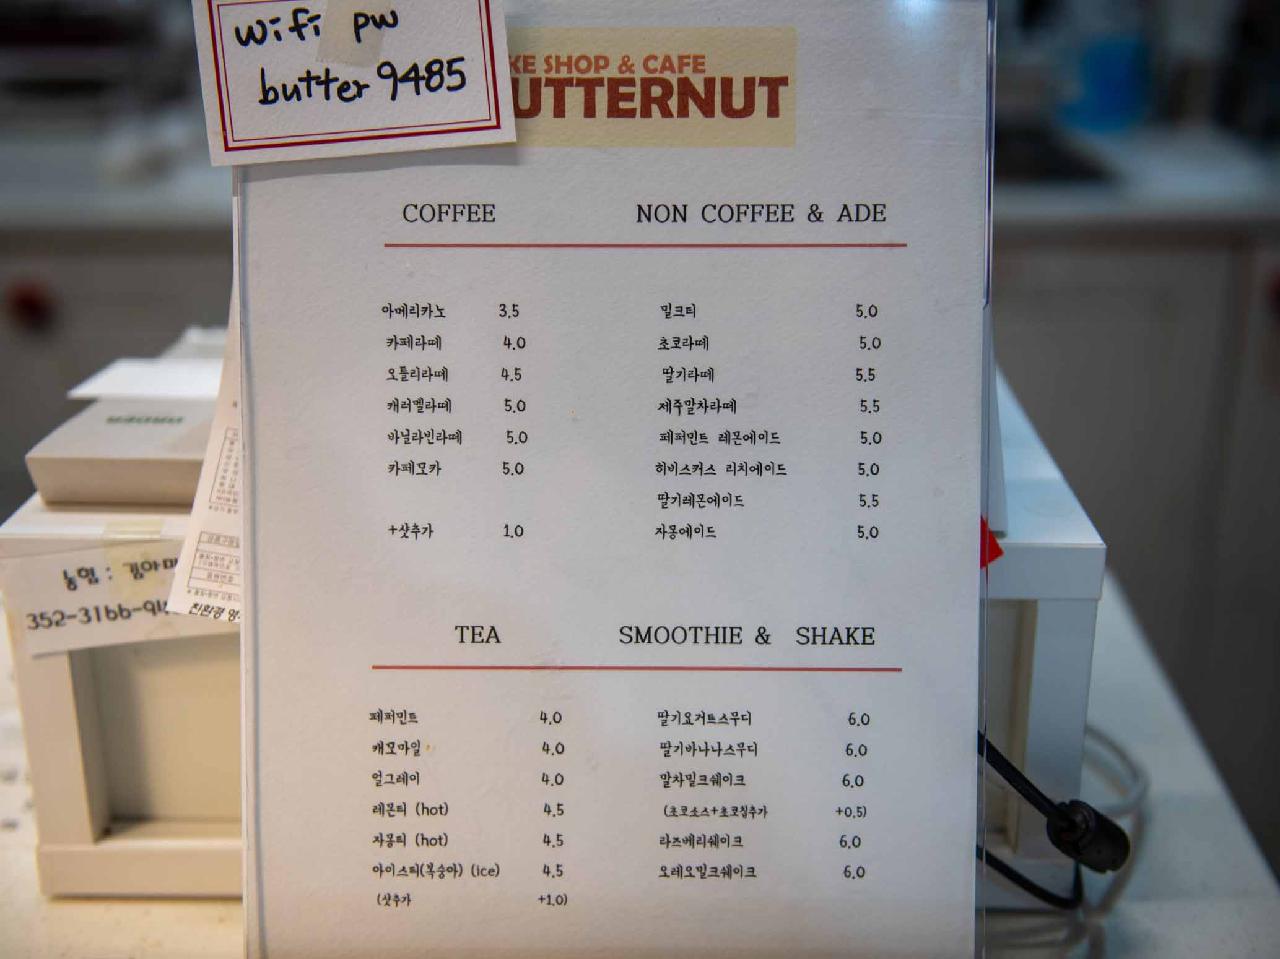 wifi pw
butter 9485
KE SHOP & CAFE
UTTERNUT
COFFEE
아메리카노 3.5
카페라떼 4.0
오틀리라떼 4.5
캐러멜라떼 5.0
바닐라빈라떼 5.0
카페모카 5.0
+샷추가 1.0
NON COFFEE & ADE
밀크티 5.0
초코라떼 5.0
딸기라떼 5.5
제주말차라떼 5.5
페퍼민트 레몬에이드 5.0
히비스커스 리치에이드 5.0
딸기레몬에이드 5.5
자몽에이드 5.0
TEA
페퍼민트 4.0
캐모마일 4.0
얼그레이 4.0
레몬티 (hot) 4.5
자몽티 (hot) 4.5
아이스티(복숭아) (ice) 4.5
(샷추가 +1.0)
SMOOTHIE & SHAKE
딸기요거트스무디 6.0
딸기바나나스무디 6.0
말차밀크쉐이크 6.0
(초코소스+초코칩추가 +0.5)
라즈베리쉐이크 6.0
오레오밀크쉐이크 6.0
농협 : 김아
352-3166-94
친환경